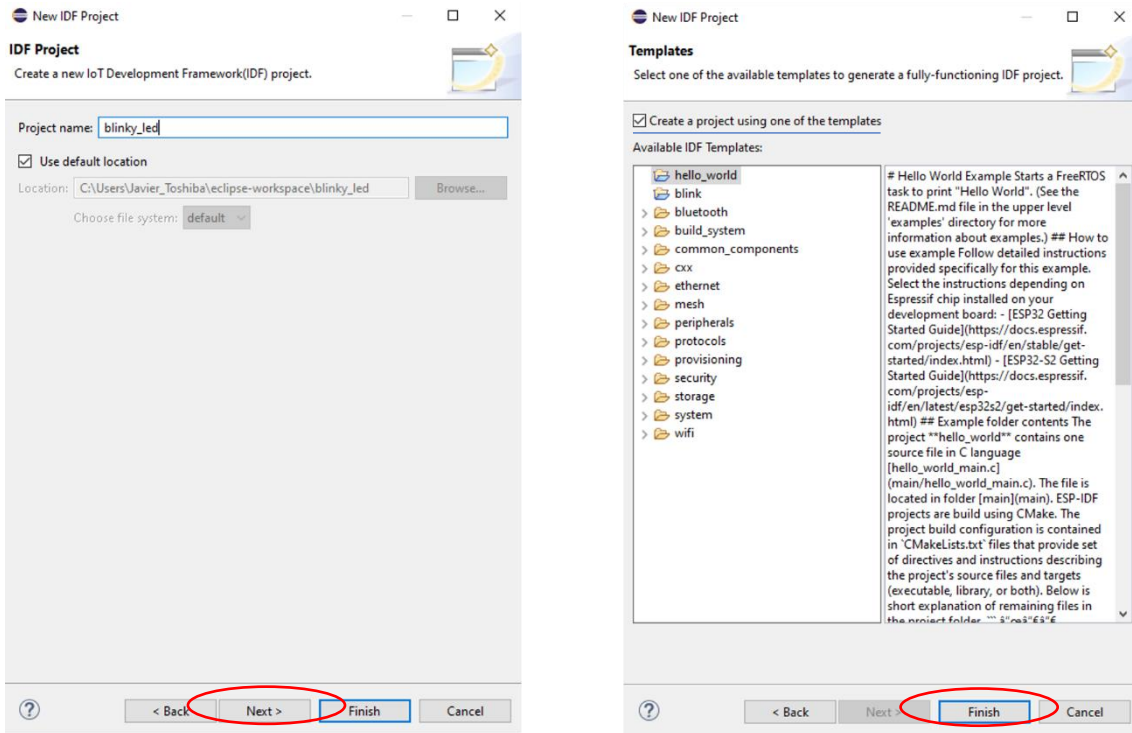 New IDF Project
IDF Project
Create a new IoT Development Framework(IDF) project.
Project name: blinky_led
Use default location
Location: C:\Users\Javier_Toshiba\eclipse-workspace\blinky_led Browse...
Choose file system: default
< Back Next > Finish Cancel
New IDF Project
Templates
Select one of the available templates to generate a fully-functioning IDF project.
Create a project using one of the templates
Available IDF Templates:
hello_world
blink
bluetooth
build_system
common_components
cxx
ethernet
mesh
peripherals
protocols
provisioning
security
storage
system
wifi
# Hello World Example Starts a FreeRTOS
task to print "Hello World". (See the
README.md file in the upper level
'examples' directory for more
information about examples.) ## How to
use example Follow detailed instructions
provided specifically for this example.
Select the instructions depending on
Espressif chip installed on your
development board: - [ESP32 Getting
Started Guide](https://docs.espressif.
com/projects/esp-idf/en/stable/get-
started/index.html) - [ESP32-S2 Getting
Started Guide](https://docs.espressif.
com/projects/esp-
idf/en/latest/esp32s2/get-started/index.
html) ## Example folder contents The
project **hello_world** contains one
source file in C language
[hello_world_main.c]
(main/hello_world_main.c). The file is
located in folder [main](main). ESP-IDF
projects are build using CMake. The
project build configuration is contained
in `CMakeLists.txt` files that provide set
of directives and instructions describing
the project's source files and targets
(executable, library, or both). Below is
short explanation of remaining files in
the project folder. ```
< Back Next > Finish Cancel